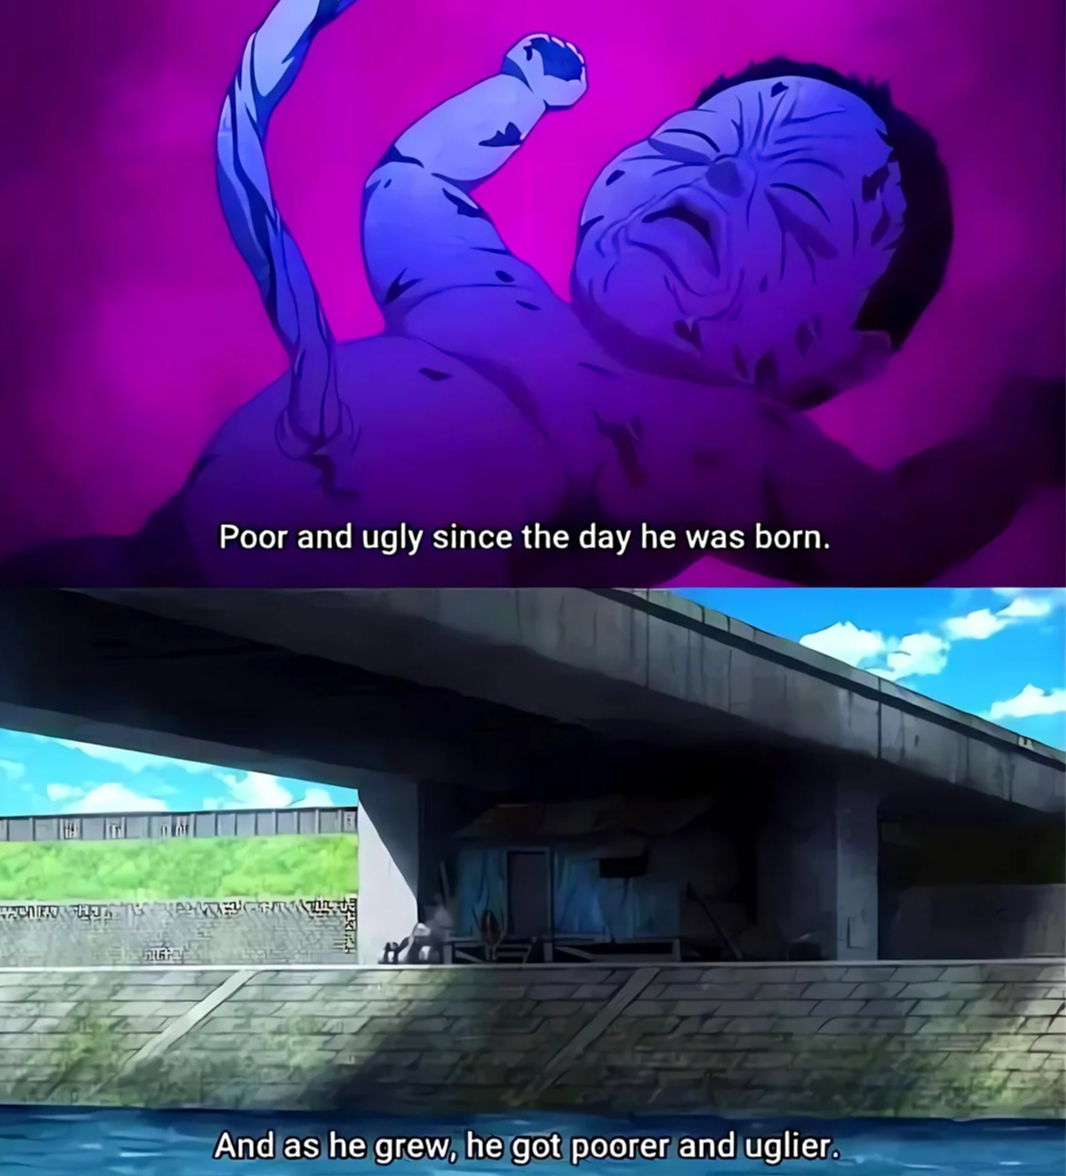 Poor and ugly since the day he was born.
And as he grew, he got poorer and uglier.